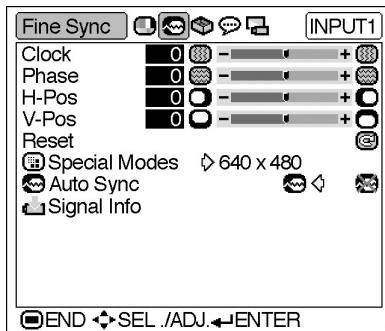 Fine Sync INPUT1
Clock 0 - +
Phase 0 - +
H-Pos 0 - +
V-Pos 0 - +
Reset
Special Modes 640 x 480
Auto Sync
Signal Info
END SEL ./ADJ. ENTER